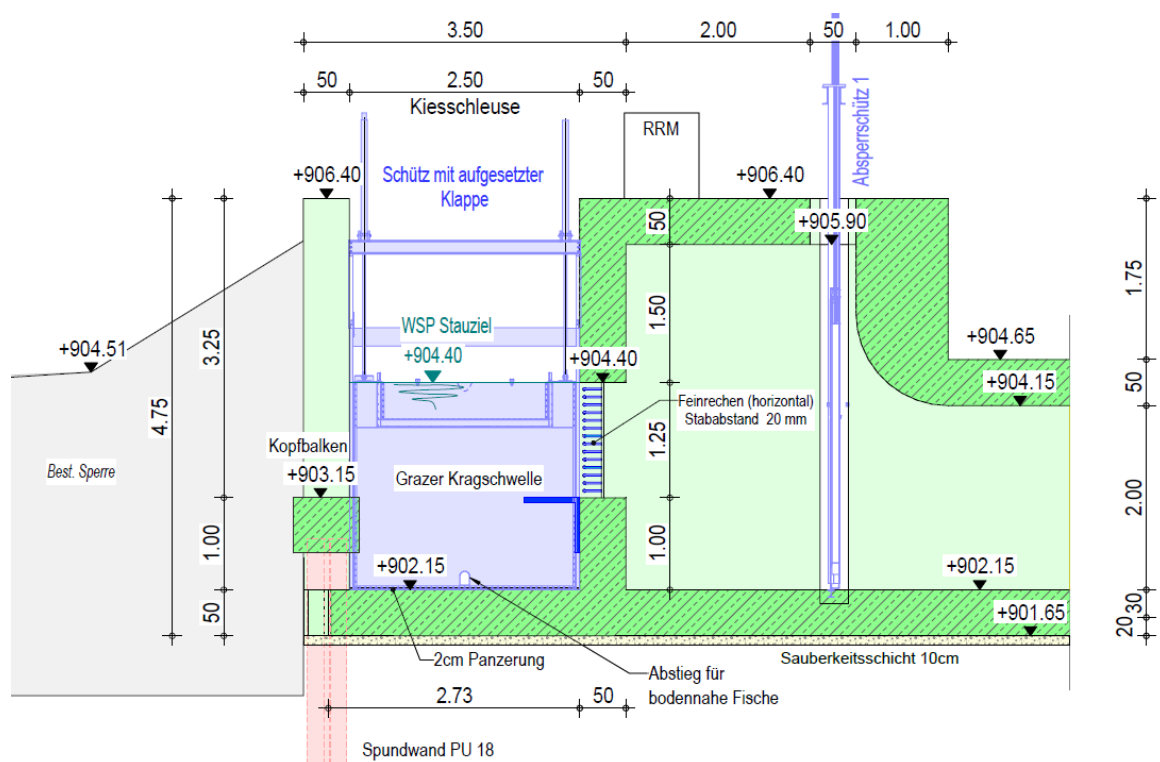 3.50
2.00
50
1.00
50
2.50
50
Kiesschleuse
Absperrschütz 1
RRM
+906.40
Schütz mit aufgesetzter
Klappe
+906.40
+905.90
50
1.75
3.25
1.50
WSP Stauziel
+904.40
+904.40
+904.51
+904.65
+904.15
50
4.75
Feinrechen (horizontal)
Stababstand 20 mm
1.25
Kopfbalken
+903.15
Best. Sperre
Grazer Kragschwelle
2.00
1.00
1.00
+902.15
+902.15
50
+901.65
30
20
2cm Panzerung
Sauberkeitsschicht 10cm
Abstieg für
bodennahe Fische
2.73
50
Spundwand PU 18